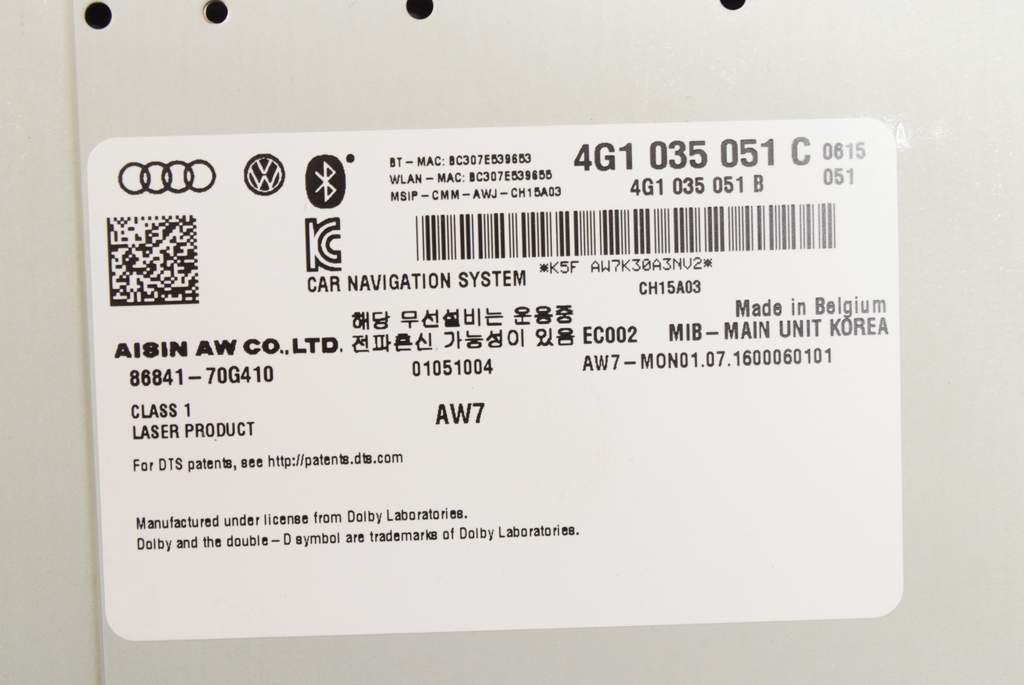 BT-MAC: BC307E539653
WLAN-MAC: BC307E539655
MSIP-CMM-AWJ-CH15A03
4G1 035 051 C
4G1 035 051 B
0615
051
*K5F AW7K30A3NV2*
CAR NAVIGATION SYSTEM
CH15A03
Made in Belgium
MIB-MAIN UNIT KOREA
해당 무선설비는 운용중
전파혼신 가능성이 있음 EC002
AISIN AW CO.,LTD.
86841-70G410
01051004
AW7-MON01.07.1600060101
CLASS 1
LASER PRODUCT
AW7
For DTS patents, see http://patents.dts.com
Manufactured under license from Dolby Laboratories.
Dolby and the double-D symbol are trademarks of Dolby Laboratories.